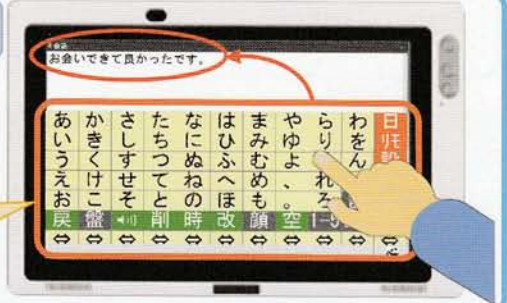 お会いできて良かったです。
あ か さ た な は ま や ら わ 日
い き し ち に ひ み ゆ り を リモ
う く す つ ぬ ふ む よ ん
え け せ て ね へ め 、 れ
お こ そ と の ほ も 。 ろ
戻 盤 削 時 改 顔 空